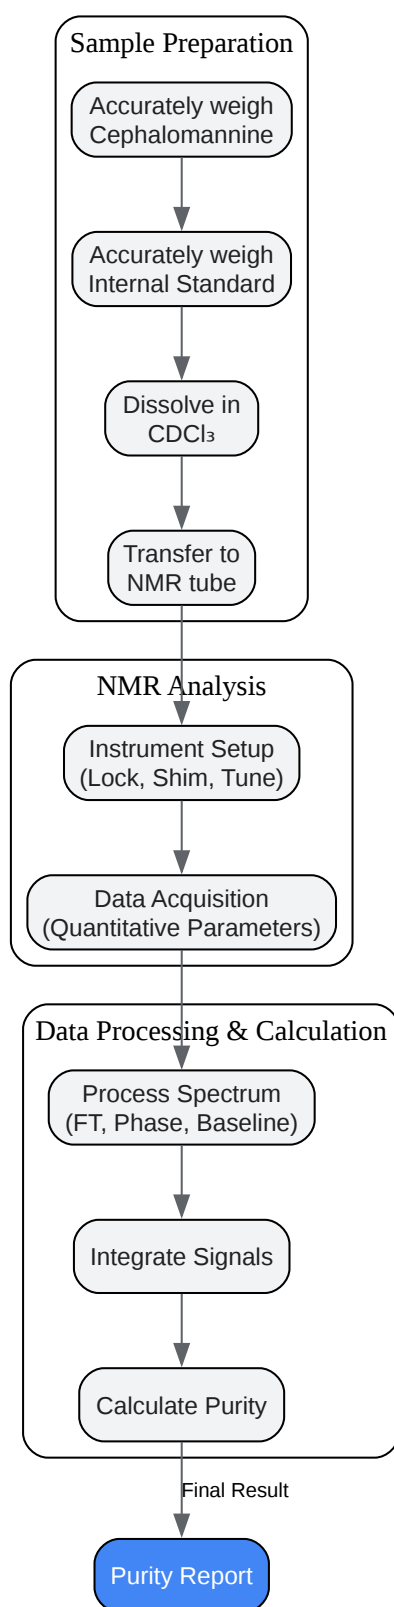 Sample Preparation
Accurately weigh
Cephalomannine
Accurately weigh
Internal Standard
Dissolve in
CDCl₃
Transfer to
NMR tube
NMR Analysis
Instrument Setup
(Lock, Shim, Tune)
Data Acquisition
(Quantitative Parameters)
Data Processing & Calculation
Process Spectrum
(FT, Phase, Baseline)
Integrate Signals
Calculate Purity
Final Result
Purity Report